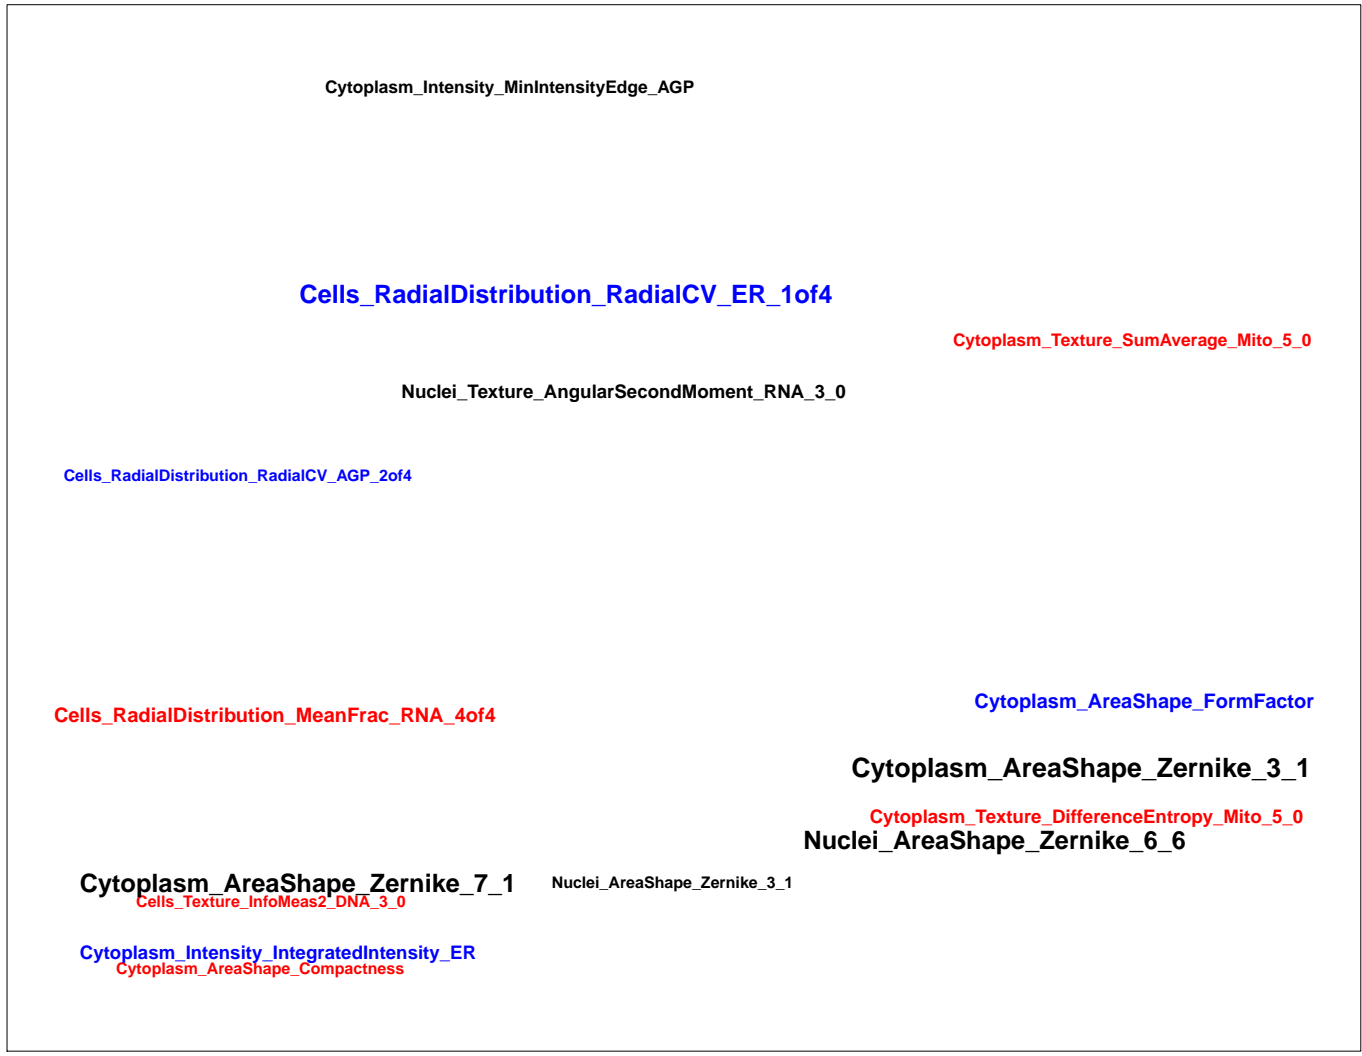 Cytoplasm_Intensity_MinIntensityEdge_AGP
Cells_RadialDistribution_RadialCV_ER_1of4
Cytoplasm_Texture_SumAverage_Mito_5_0
Nuclei_Texture_AngularSecondMoment_RNA_3_0
Cells_RadialDistribution_RadialCV_AGP_2of4
Cytoplasm_AreaShape_FormFactor
Cells_RadialDistribution_MeanFrac_RNA_4of4
Cytoplasm_AreaShape_Zernike_3_1
Cytoplasm_Texture_DifferenceEntropy_Mito_5_0
Nuclei_AreaShape_Zernike_6_6
Cytoplasm_AreaShape_Zernike_7_1
Nuclei_AreaShape_Zernike_3_1
Cells_Texture_InfoMeas2_DNA_3_0
Cytoplasm_Intensity_IntegratedIntensity_ER
Cytoplasm_AreaShape_Compactness